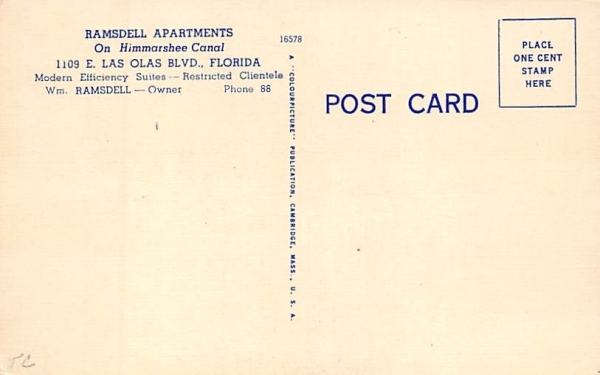 RAMSDELL APARTMENTS
On Himmarshee Canal
1109 E. LAS OLAS BLVD., FLORIDA
Modern Efficiency Suites — Restricted Clientele
Wm. RAMSDELL — Owner Phone 88
16578
A "COLOURPICTURE" PUBLICATION, CAMBRIDGE, MASS., U. S. A.
POST CARD
PLACE
ONE CENT
STAMP
HERE
TC